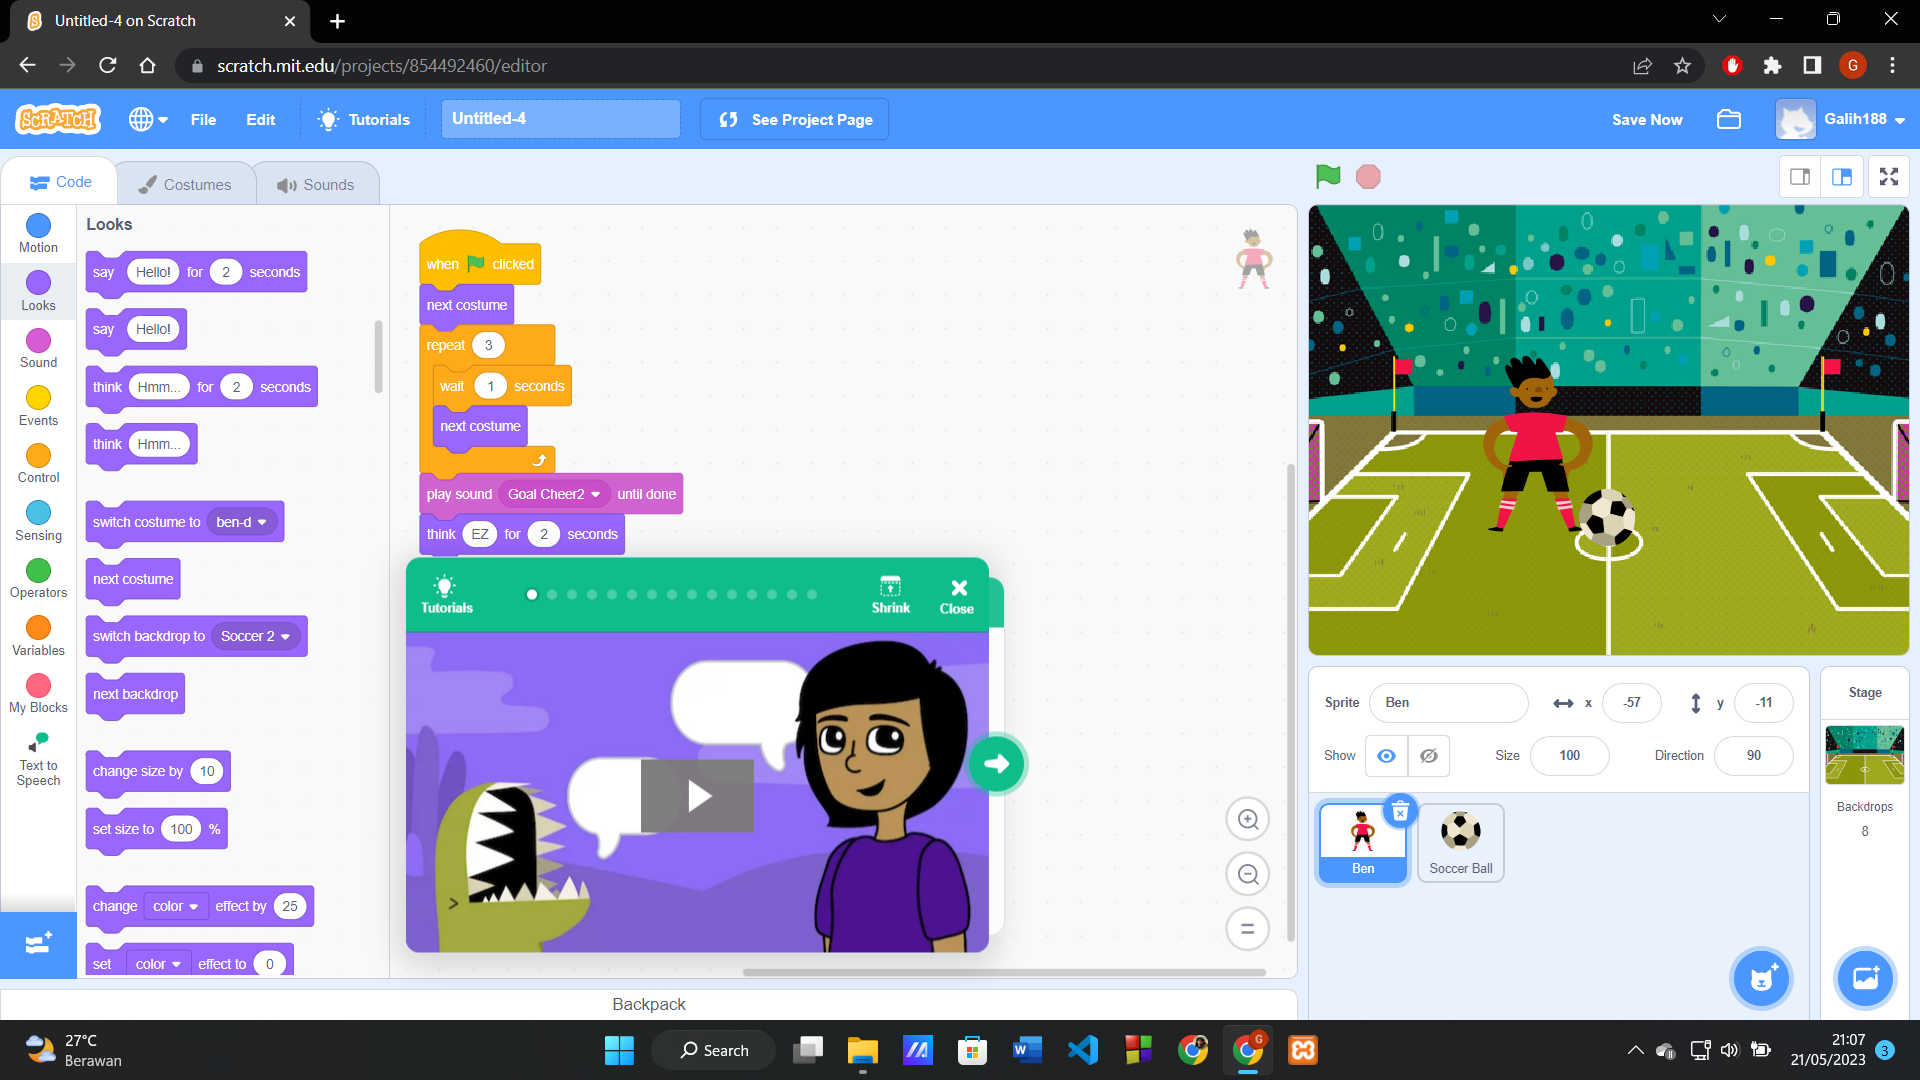 Untitled-4 on Scratch
scratch.mit.edu/projects/854492460/editor
G
SCRATCH
File
Edit
Tutorials
Untitled-4
See Project Page
Save Now
Galih188
Code
Costumes
Sounds
Motion
Looks
Sound
Events
Control
Sensing
Operators
Variables
My Blocks
Text to
Speech
Looks
say Hello! for 2 seconds
say Hello!
think Hmm... for 2 seconds
think Hmm...
switch costume to ben-d
next costume
switch backdrop to Soccer 2
next backdrop
change size by 10
set size to 100 %
change color effect by 25
set color effect to 0
when clicked
next costume
repeat 3
wait 1 seconds
next costume
play sound Goal Cheer2 until done
think EZ for 2 seconds
Tutorials
Shrink
Close
Backpack
Sprite Ben x -57 y -11
Show Size 100 Direction 90
Ben
Soccer Ball
Stage
Backdrops
8
27°C
Berawan
Search
G
21:07
21/05/2023
3